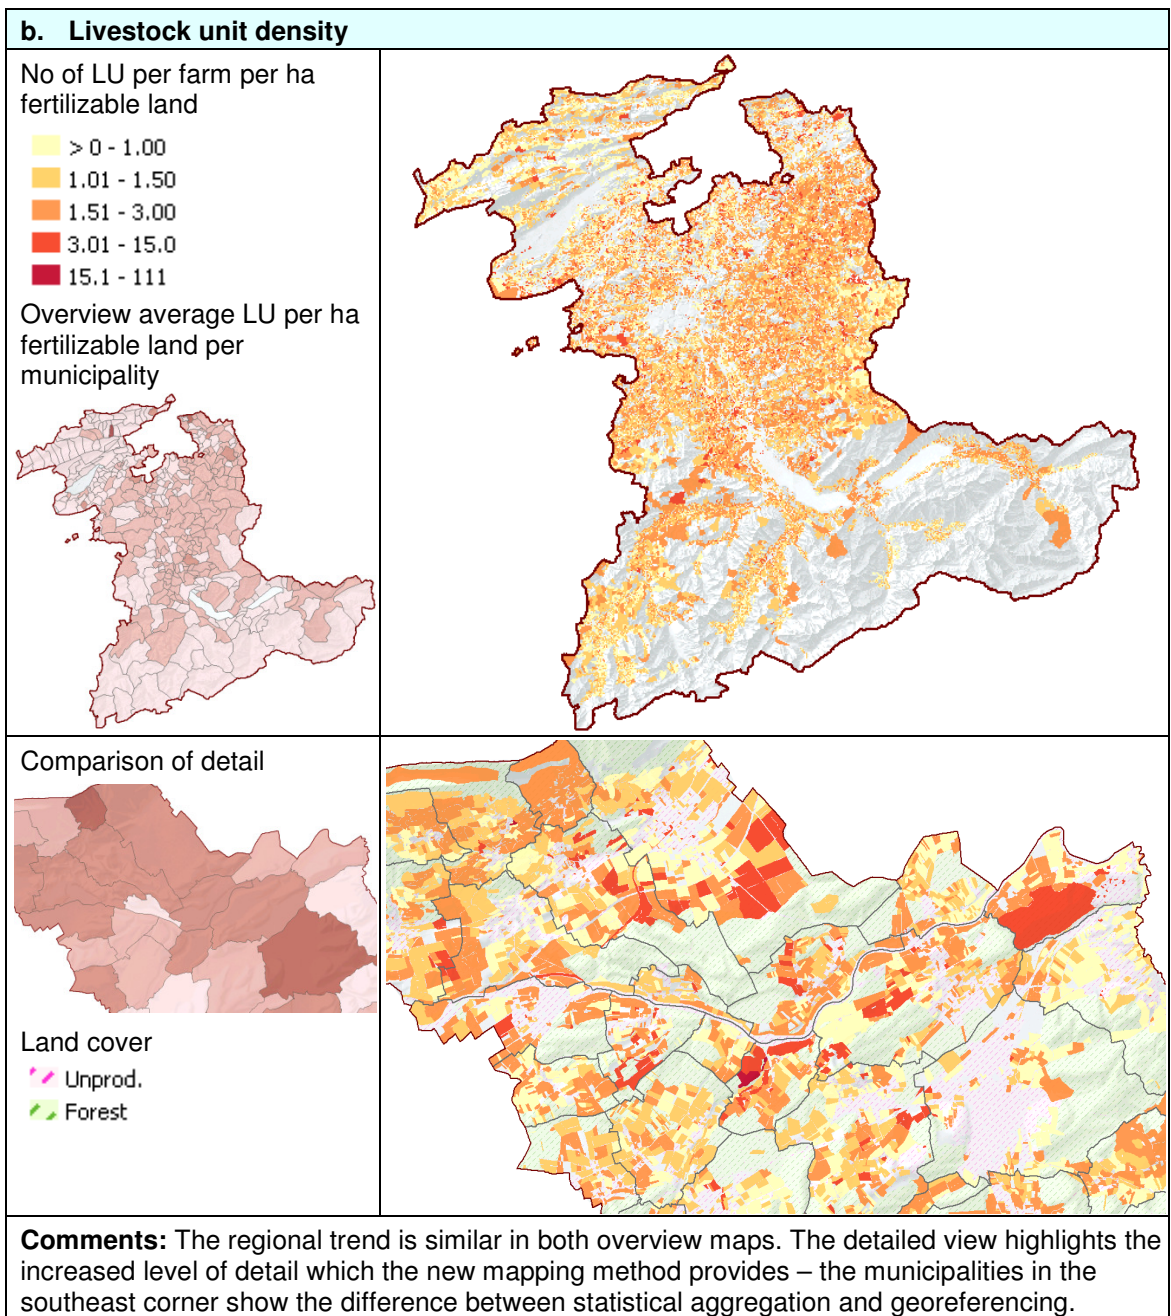 b. Livestock unit density
No of LU per farm per ha
fertilizable land
> 0 - 1.00
1.01 - 1.50
1.51 - 3.00
3.01 - 15.0
15.1 - 111
Overview average LU per ha
fertilizable land per
municipality
Comparison of detail
Land cover
Unprod.
Forest
Comments: The regional trend is similar in both overview maps. The detailed view highlights the
increased level of detail which the new mapping method provides – the municipalities in the
southeast corner show the difference between statistical aggregation and georeferencing.